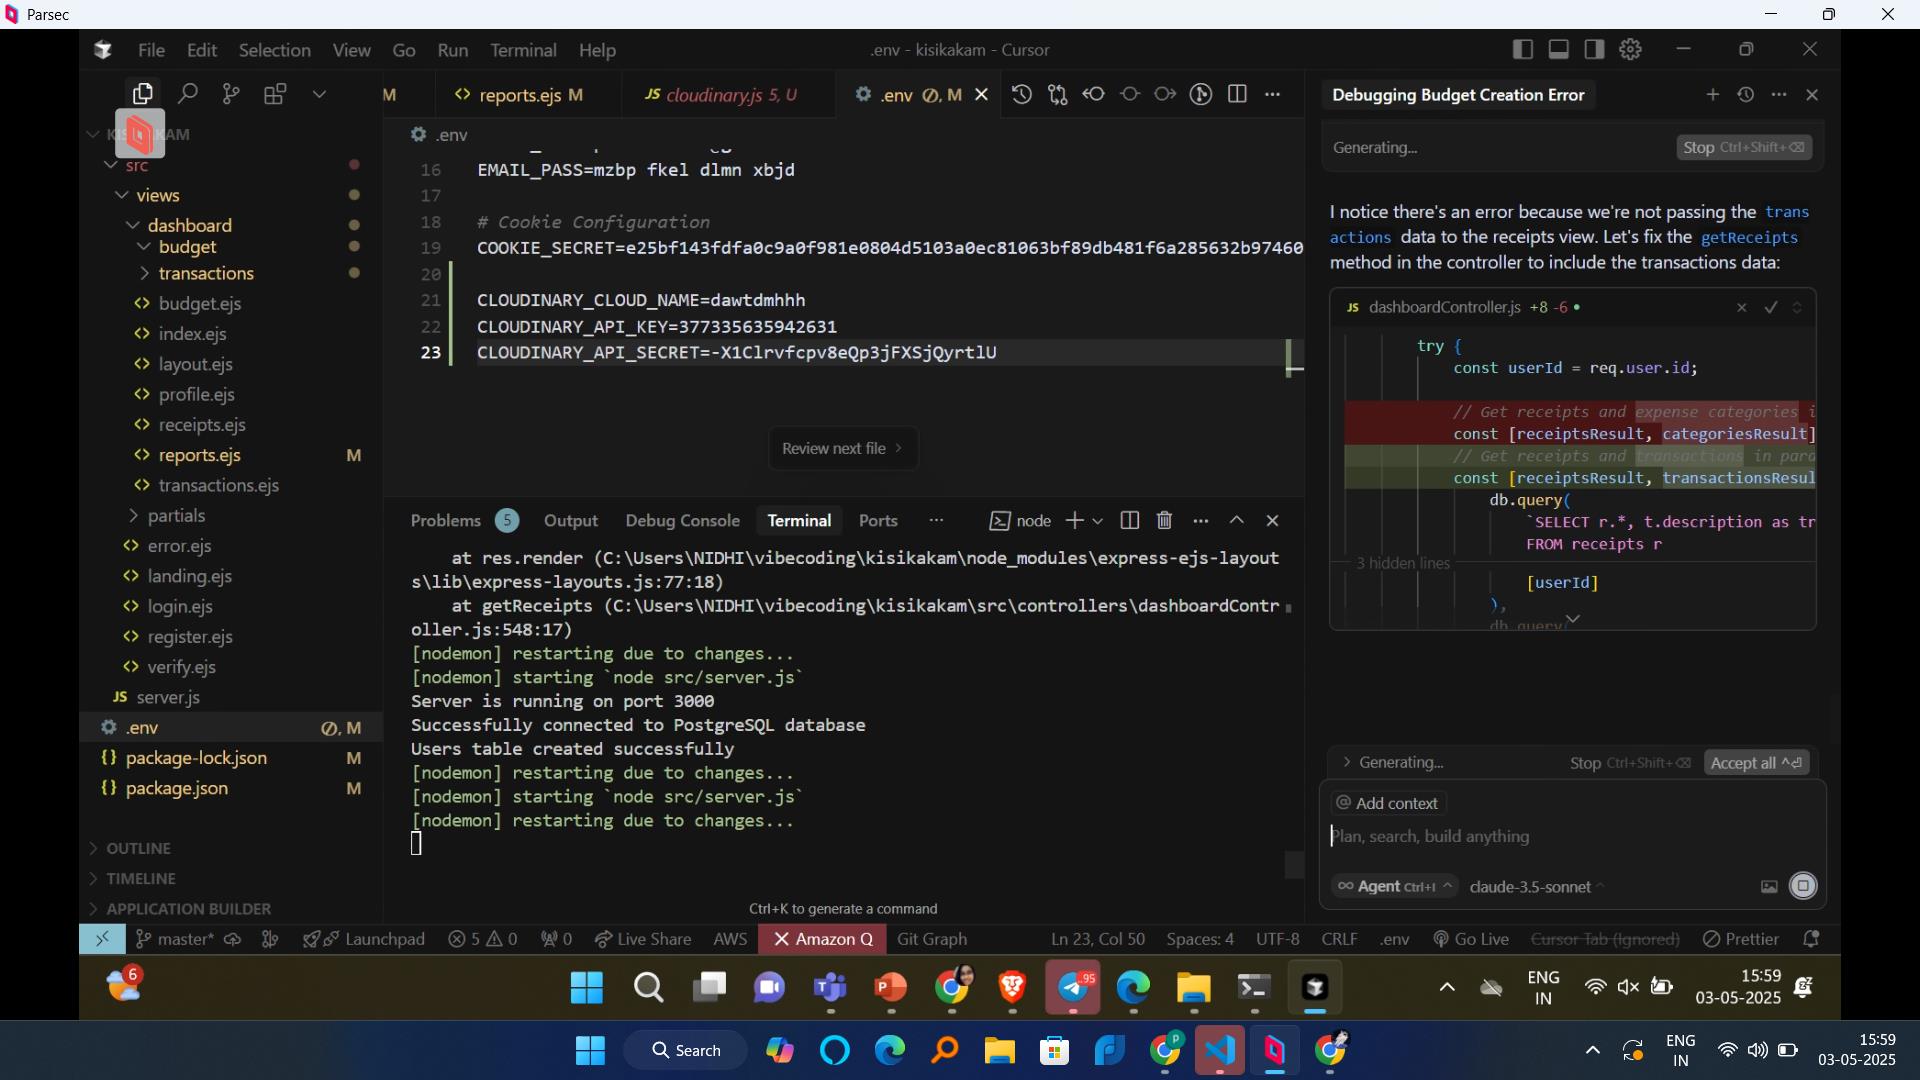 Parsec
File Edit Selection View Go Run Terminal Help
.env - kisikakam - Cursor
M
reports.ejs M
JS cloudinary.js 5, U
.env M
.env
src
views
dashboard
budget
transactions
budget.ejs
index.ejs
layout.ejs
profile.ejs
receipts.ejs
reports.ejs M
transactions.ejs
partials
error.ejs
landing.ejs
login.ejs
register.ejs
verify.ejs
JS server.js
.env , M
{} package-lock.json M
{} package.json M
OUTLINE
TIMELINE
APPLICATION BUILDER
16 EMAIL_PASS=mzbp fkel dlmn xbjd
17
18 # Cookie Configuration
19 COOKIE_SECRET=e25bf143fdfa0c9a0f981e0804d5103a0ec81063bf89db481f6a285632b97460
20
21 CLOUDINARY_CLOUD_NAME=dawtdmhhh
22 CLOUDINARY_API_KEY=377335635942631
23 CLOUDINARY_API_SECRET=-X1Clrvfcpv8eQp3jFXSjQyrtlU
Review next file
Problems 5 Output Debug Console Terminal Ports node
at res.render (C:\Users\NIDHI\vibecoding\kisikakam\node_modules\express-ejs-layout
s\lib\express-layouts.js:77:18)
at getReceipts (C:\Users\NIDHI\vibecoding\kisikakam\src\controllers\dashboardContr
oller.js:548:17)
[nodemon] restarting due to changes...
[nodemon] starting `node src/server.js`
Server is running on port 3000
Successfully connected to PostgreSQL database
Users table created successfully
[nodemon] restarting due to changes...
[nodemon] starting `node src/server.js`
[nodemon] restarting due to changes...
Ctrl+K to generate a command
Debugging Budget Creation Error
Generating...
Stop Ctrl+Shift+
I notice there's an error because we're not passing the trans
actions data to the receipts view. Let's fix the getReceipts
method in the controller to include the transactions data:
JS dashboardController.js +8 -6
try {
const userId = req.user.id;
// Get receipts and expense categories i
const [receiptsResult, categoriesResult]
// Get receipts and transactions in para
const [receiptsResult, transactionsResul
db.query(
`SELECT r.*, t.description as tr
FROM receipts r
3 hidden lines
[userId]
),
db.query(
Generating... Stop Ctrl+Shift+ Accept all
@ Add context
Plan, search, build anything
Agent Ctrl+I claude-3.5-sonnet
master* Launchpad 5 0 0 Live Share AWS Amazon Q Git Graph Ln 23, Col 50 Spaces: 4 UTF-8 CRLF .env Go Live Cursor Tab (Ignored) Prettier
6
95
ENG
IN
15:59
03-05-2025
Search
ENG
IN
15:59
03-05-2025